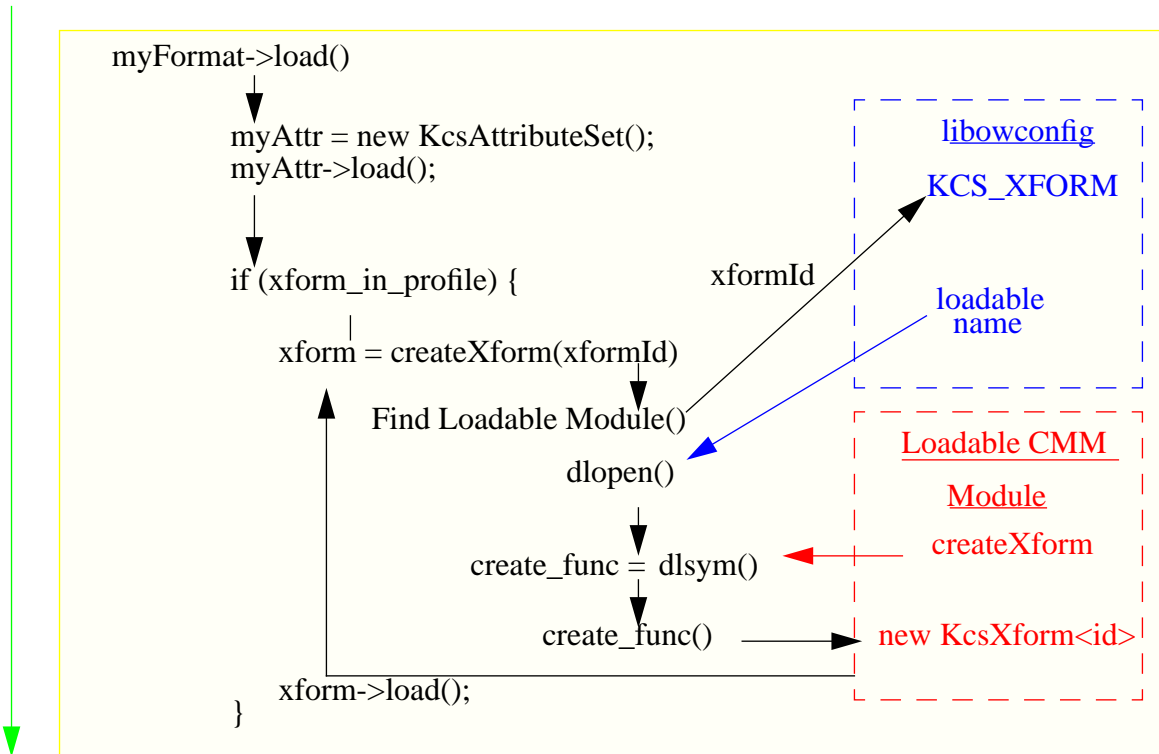 myFormat->load()
myAttr = new KcsAttributeSet();
myAttr->load();
libowconfig
KCS_XFORM
if (xform_in_profile) {
xformId
loadable
name
xform = createXform(xformId)
Find Loadable Module()
Loadable CMM
Module
dlopen()
createXform
create_func = dlsym()
create_func()
new KcsXform<id>
xform->load();
}